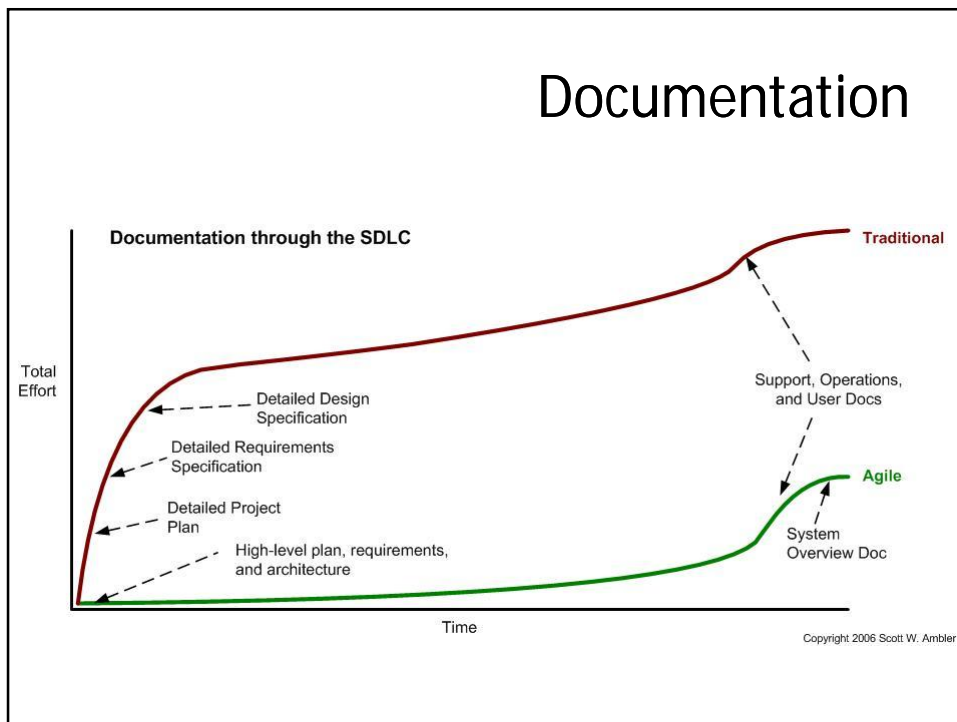 Documentation
Documentation through the SDLC
Traditional
Total
Effort
Detailed Design
Specification
Support, Operations,
and User Docs
Detailed Requirements
Specification
Agile
Detailed Project
Plan
System
Overview Doc
High-level plan, requirements,
and architecture
Time
Copyright 2006 Scott W. Ambler